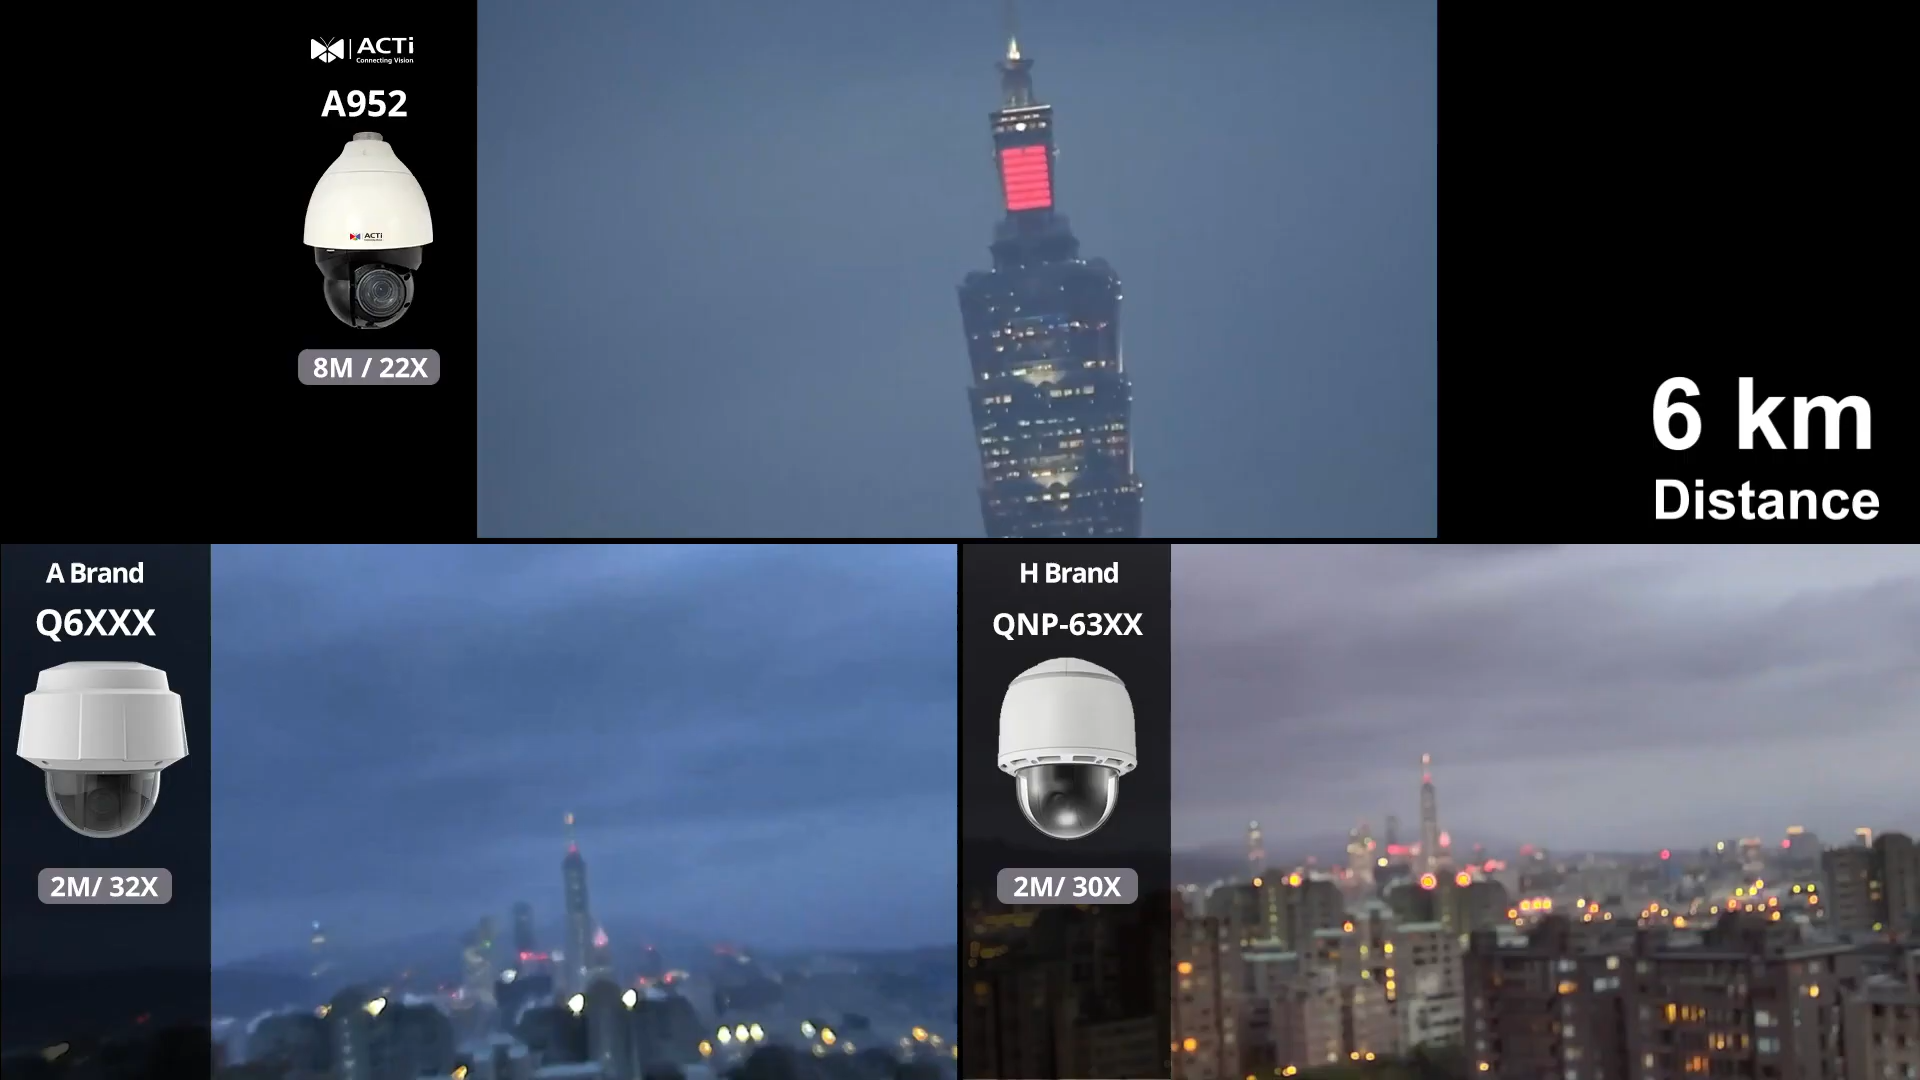 ACTi
Connecting Vision
A952
ACTi
8M / 22X
6 km
Distance
A Brand
Q6XXX
2M/ 32X
H Brand
QNP-63XX
2M/ 30X